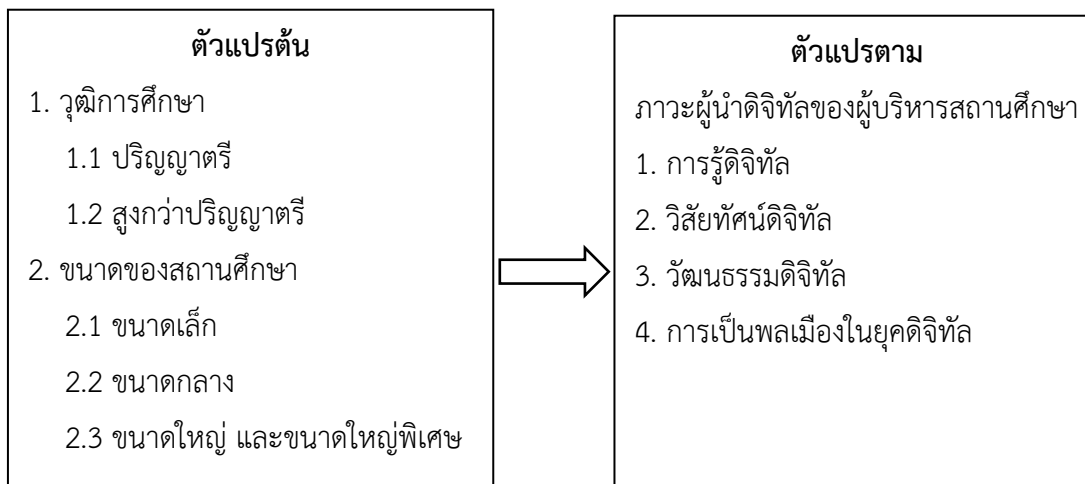 ตัวแปรต้น
1. วุฒิการศึกษา
1.1 ปริญญาตรี
1.2 สูงกว่าปริญญาตรี
2. ขนาดของสถานศึกษา
2.1 ขนาดเล็ก
2.2 ขนาดกลาง
2.3 ขนาดใหญ่ และขนาดใหญ่พิเศษ
ตัวแปรตาม
ภาวะผู้นำดิจิทัลของผู้บริหารสถานศึกษา
1. การรู้ดิจิทัล
2. วิสัยทัศน์ดิจิทัล
3. วัฒนธรรมดิจิทัล
4. การเป็นพลเมืองในยุคดิจิทัล